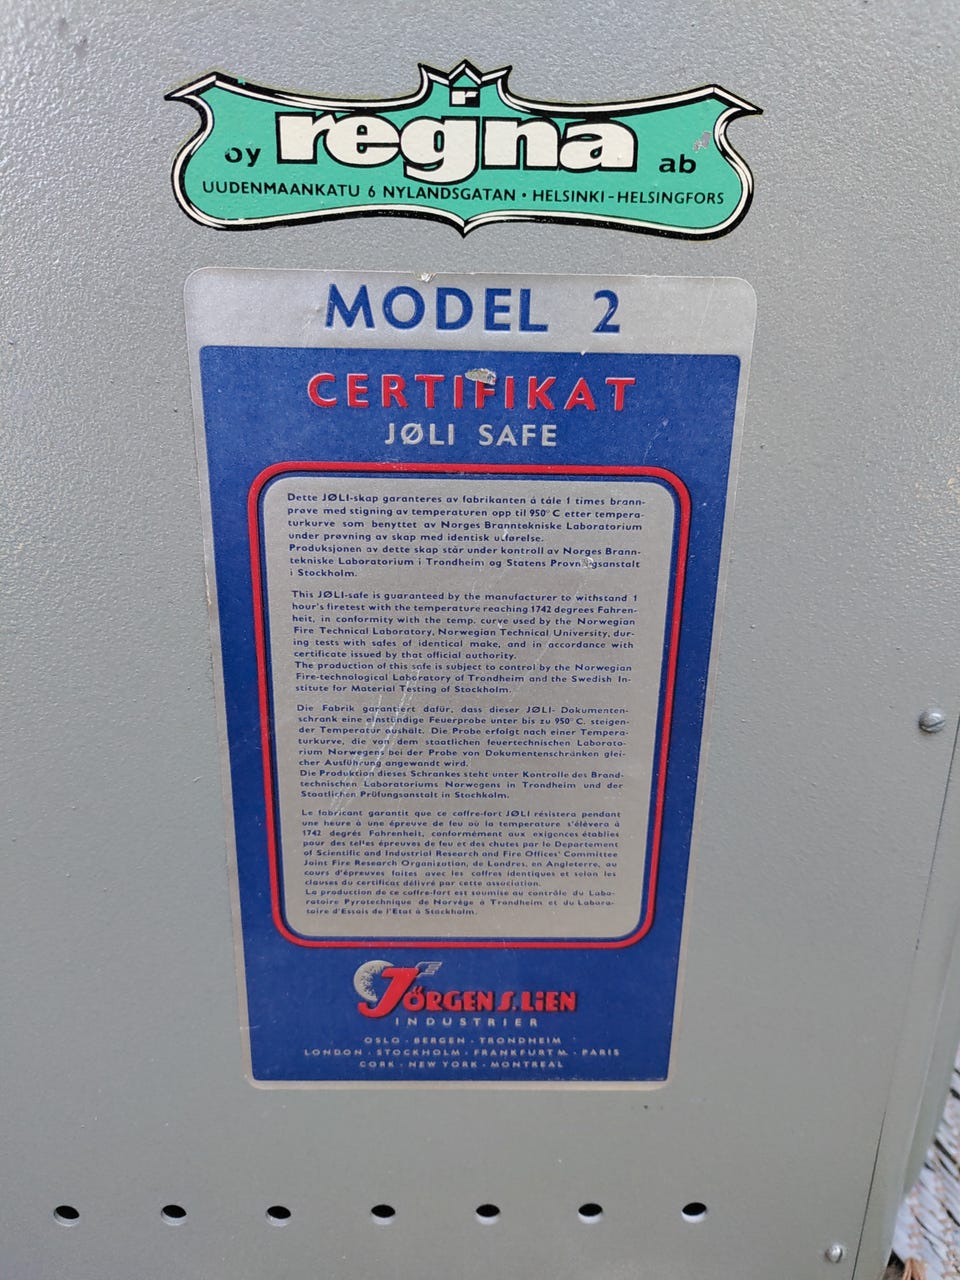 r
oy regna ab
UUDENMAANKATU 6 NYLANDSGATAN · HELSINKI-HELSINGFORS
MODEL 2
CERTIFIKAT
JØLI SAFE
Dette JØLI-skap garanteres av fabrikanten å tåle 1 times brann-
prøve med stigning av temperaturen opp til 950° C etter tempera-
turkurve som benyttet av Norges Branntekniske Laboratorium
under prøvning av skap med identisk utførelse.
Produksjonen av dette skap står under kontroll av Norges Brann-
tekniske Laboratorium i Trondheim og Statens Provningsanstalt
i Stockholm.
This JØLI-safe is guaranteed by the manufacturer to withstand 1
hour's firetest with the temperature reaching 1742 degrees Fahren-
heit, in conformity with the temp. curve used by the Norwegian
Fire Technical Laboratory, Norwegian Technical University, dur-
ing tests with safes of identical make, and in accordance with
certificate issued by that official authority.
The production of this safe is subject to control by the Norwegian
Fire-technological Laboratory of Trondheim and the Swedish In-
stitute for Material Testing of Stockholm.
Die Fabrik garantiert dafür, dass dieser JØLI- Dokumenten-
schrank eine einstündige Feuerprobe unter bis zu 950° C. steigen-
der Temperatur aushält. Die Probe erfolgt nach einer Tempera-
turkurve, die von dem staatlichen feuertechnischen Laborato-
rium Norwegens bei der Probe von Dokumentenschränken glei-
cher Ausführung angewandt wird.
Die Produktion dieses Schrankes steht unter Kontrolle des Brand-
technischen Laboratoriums Norwegens in Trondheim und der
Staatlichen Prüfungsanstalt in Stockholm.
Le fabricant garantit que ce coffre-fort JØLI résistera pendant
une heure à une épreuve de feu où la temperature s'élèvera à
1742 degrés Fahrenheit, conformément aux exigences établies
pour des telles épreuves de feu et des chutes par le Departement
of Scientific and Industrial Research and Fire Offices' Committee
Joint Fire Research Organization, de Londres, en Angleterre, au
cours d'épreuves faites avec les coffres identiques et selon les
clauses du certificat délivré par cette association.
La production de ce coffre-fort est soumise au contrôle du Labo-
ratoire Pyrotechnique de Norvège à Trondheim et du Labora-
toire d'Essais de l'Etat à Stockholm.
JÖRGEN S. LIEN
INDUSTRIER
OSLO · BERGEN · TRONDHEIM
LONDON · STOCKHOLM · FRANKFURT M. · PARIS
CORK · NEW YORK · MONTREAL